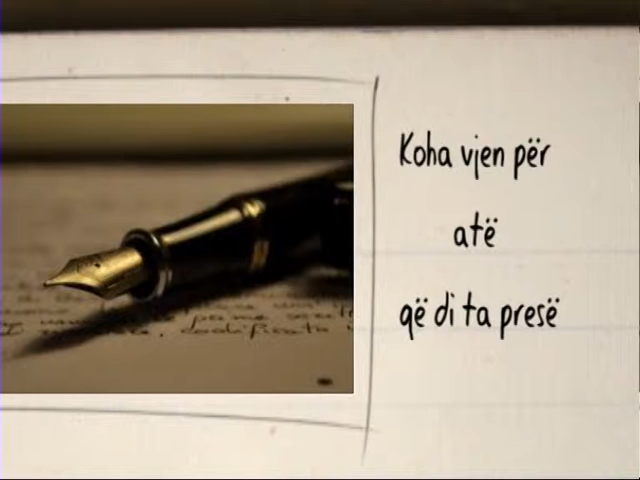 Koha vjen për
atë
që di ta presë